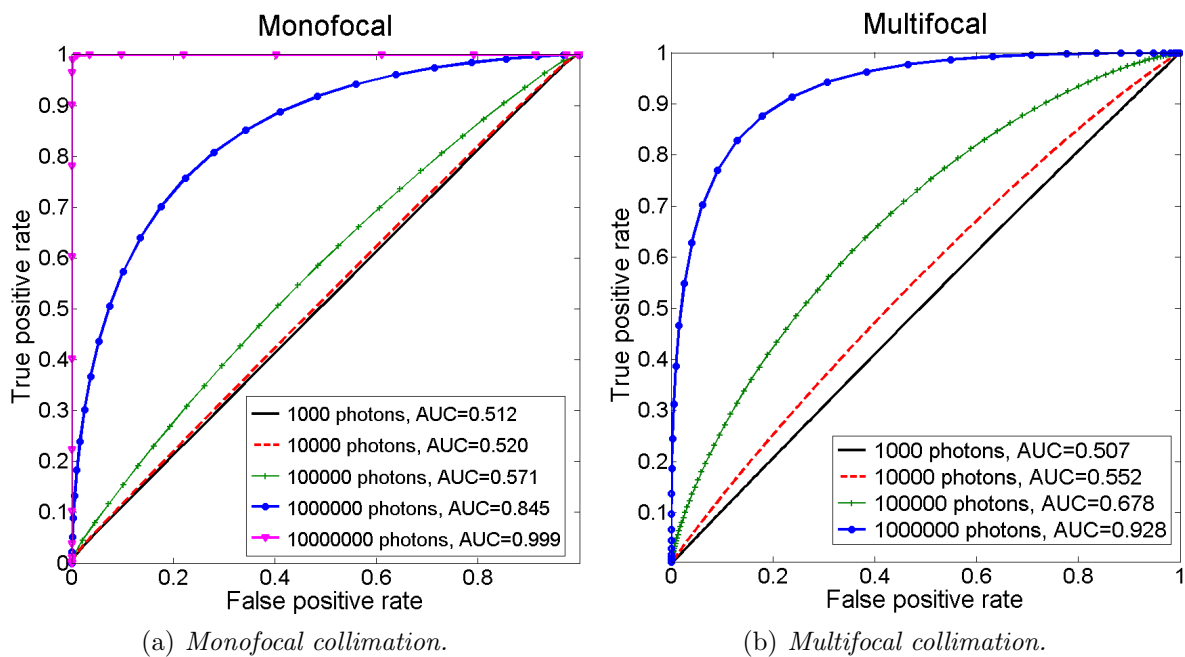 Monofocal
1
0.9
0.8
0.7
0.6
0.5
0.4
0.3
0.2
0.1
0
True positive rate
0
0.2
0.4
0.6
0.8
False positive rate
1000 photons, AUC=0.512
10000 photons, AUC=0.520
100000 photons, AUC=0.571
1000000 photons, AUC=0.845
10000000 photons, AUC=0.999
(a) Monofocal collimation.
Multifocal
1
0.9
0.8
0.7
0.6
0.5
0.4
0.3
0.2
0.1
0
True positive rate
0
0.2
0.4
0.6
0.8
1
False positive rate
1000 photons, AUC=0.507
10000 photons, AUC=0.552
100000 photons, AUC=0.678
1000000 photons, AUC=0.928
(b) Multifocal collimation.